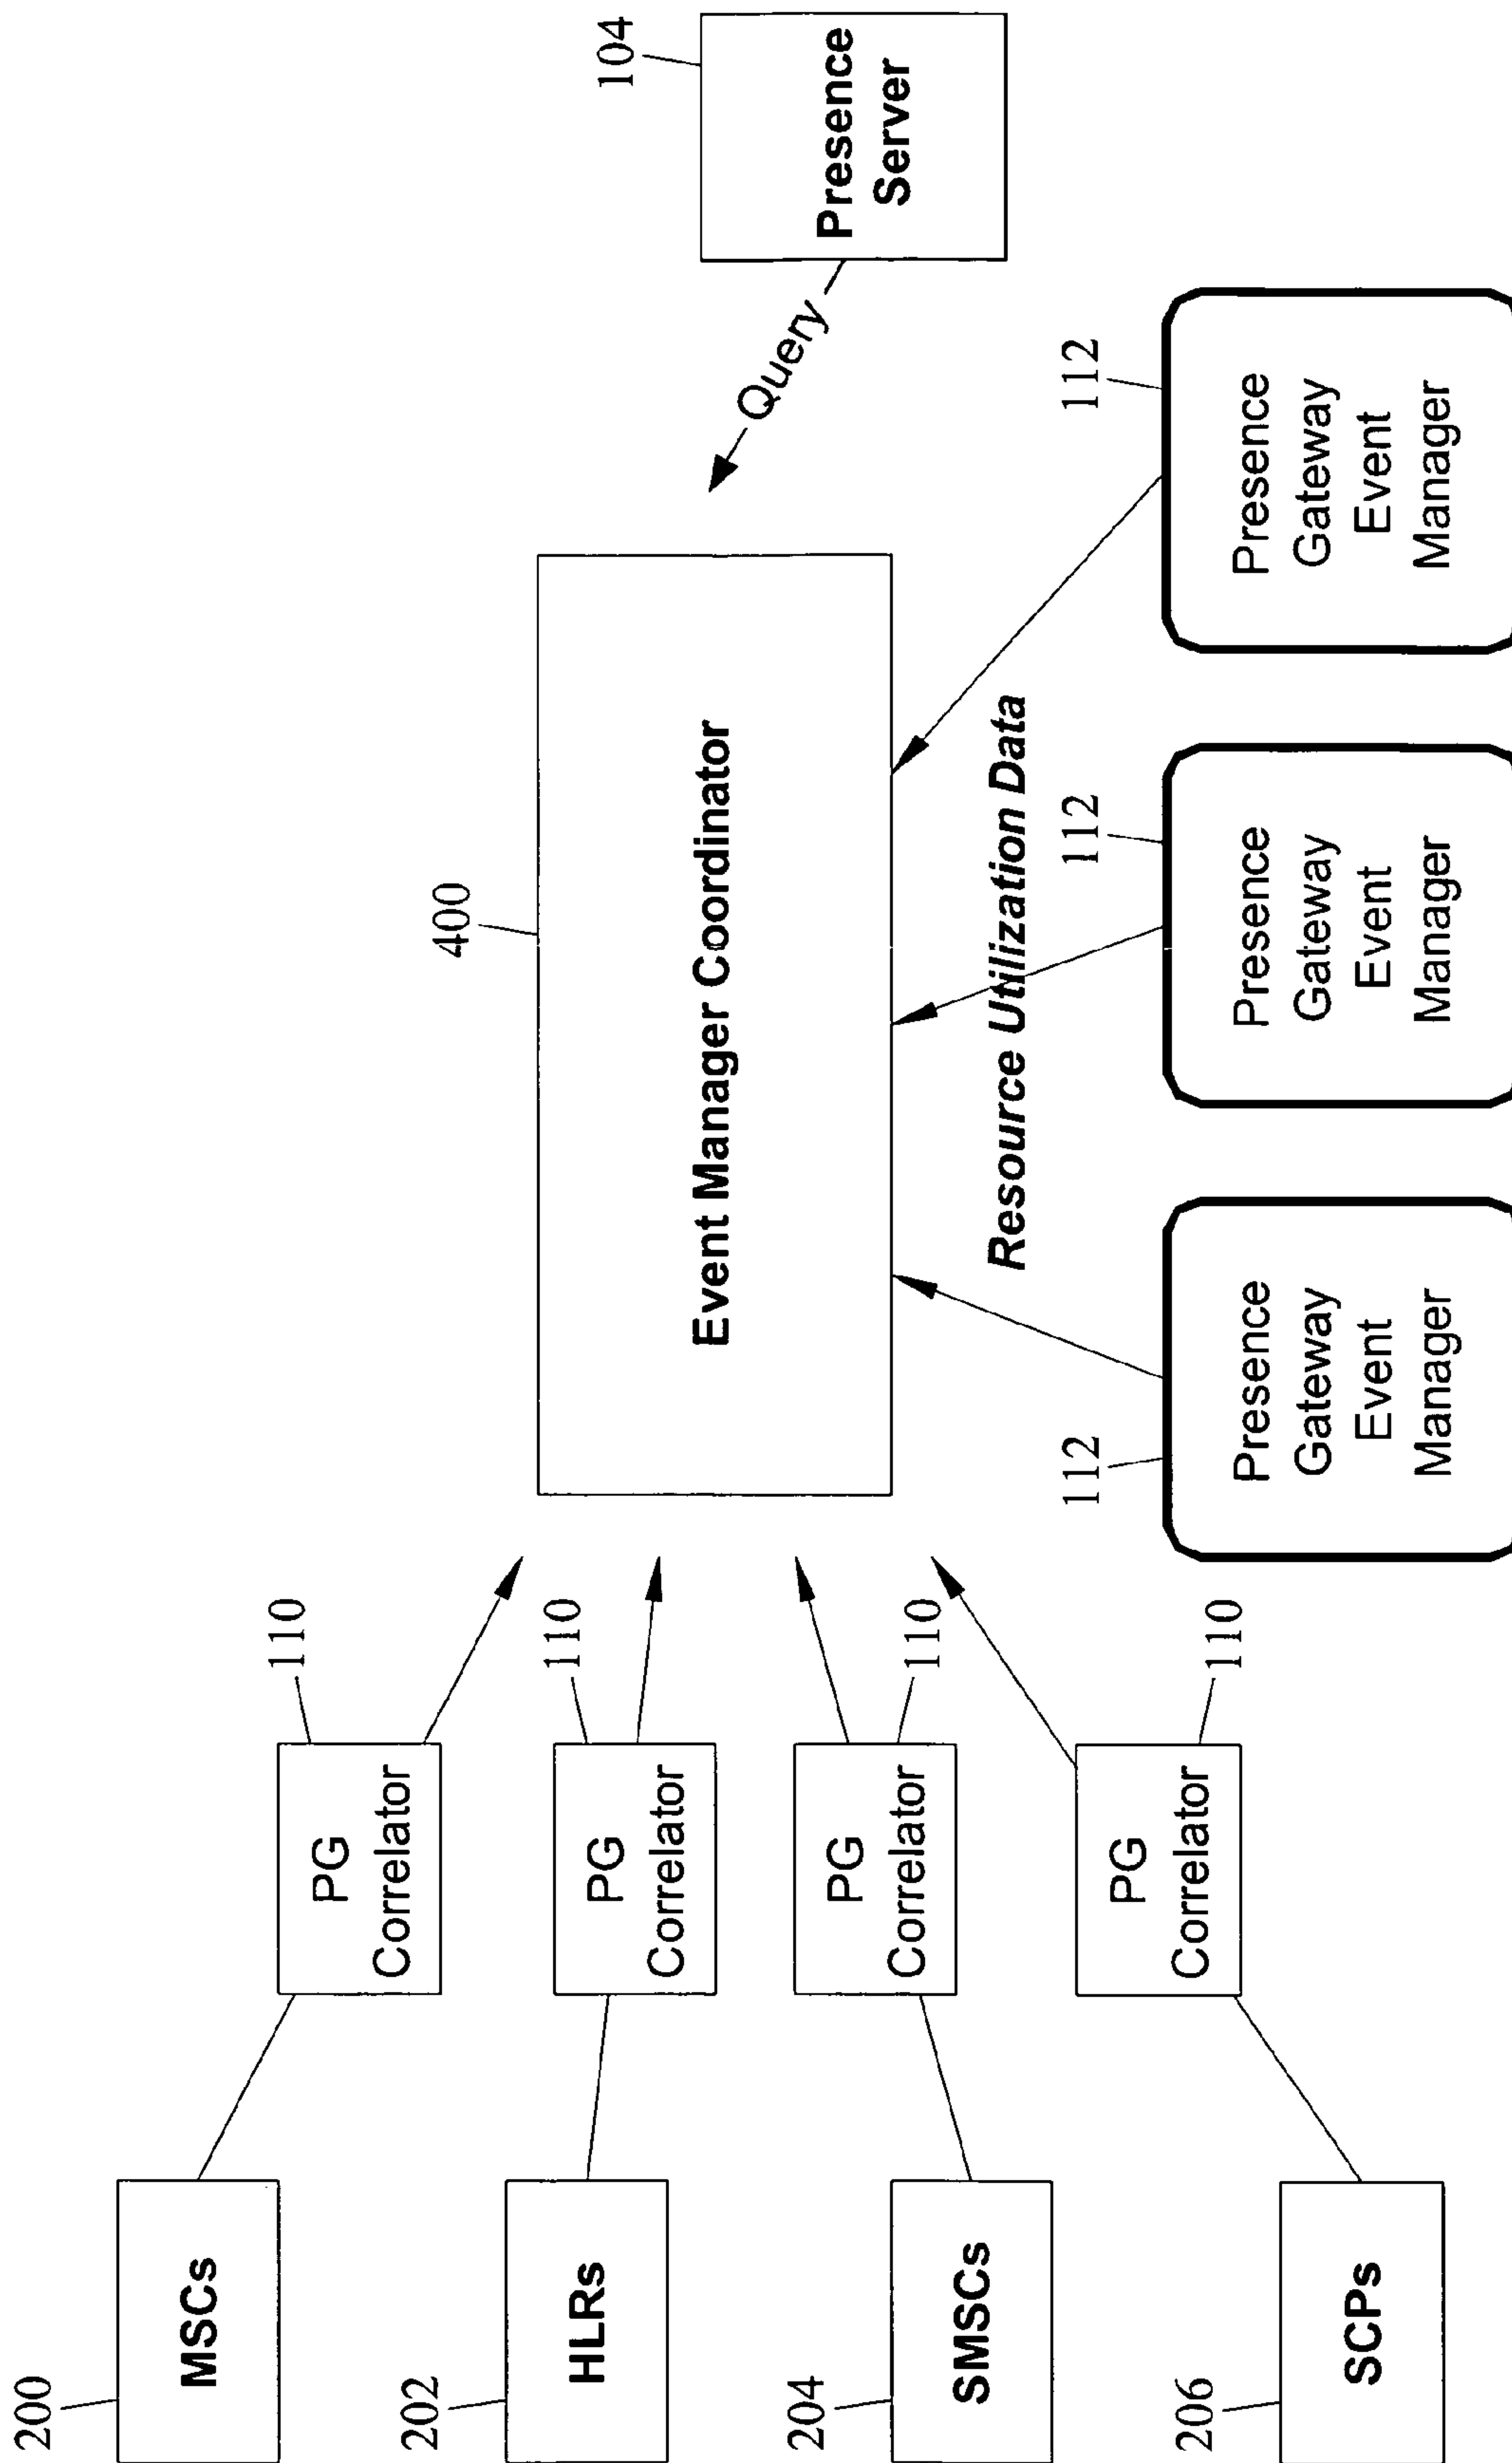 200
MSCs
202
HLRs
204
SMSCs
206
SCPs
110
PG
Correlator
110
PG
Correlator
110
PG
Correlator
110
PG
Correlator
400
Event Manager Coordinator
Query
104
Presence
Server
Resource Utilization Data
112
Presence
Gateway
Event
Manager
112
Presence
Gateway
Event
Manager
112
Presence
Gateway
Event
Manager